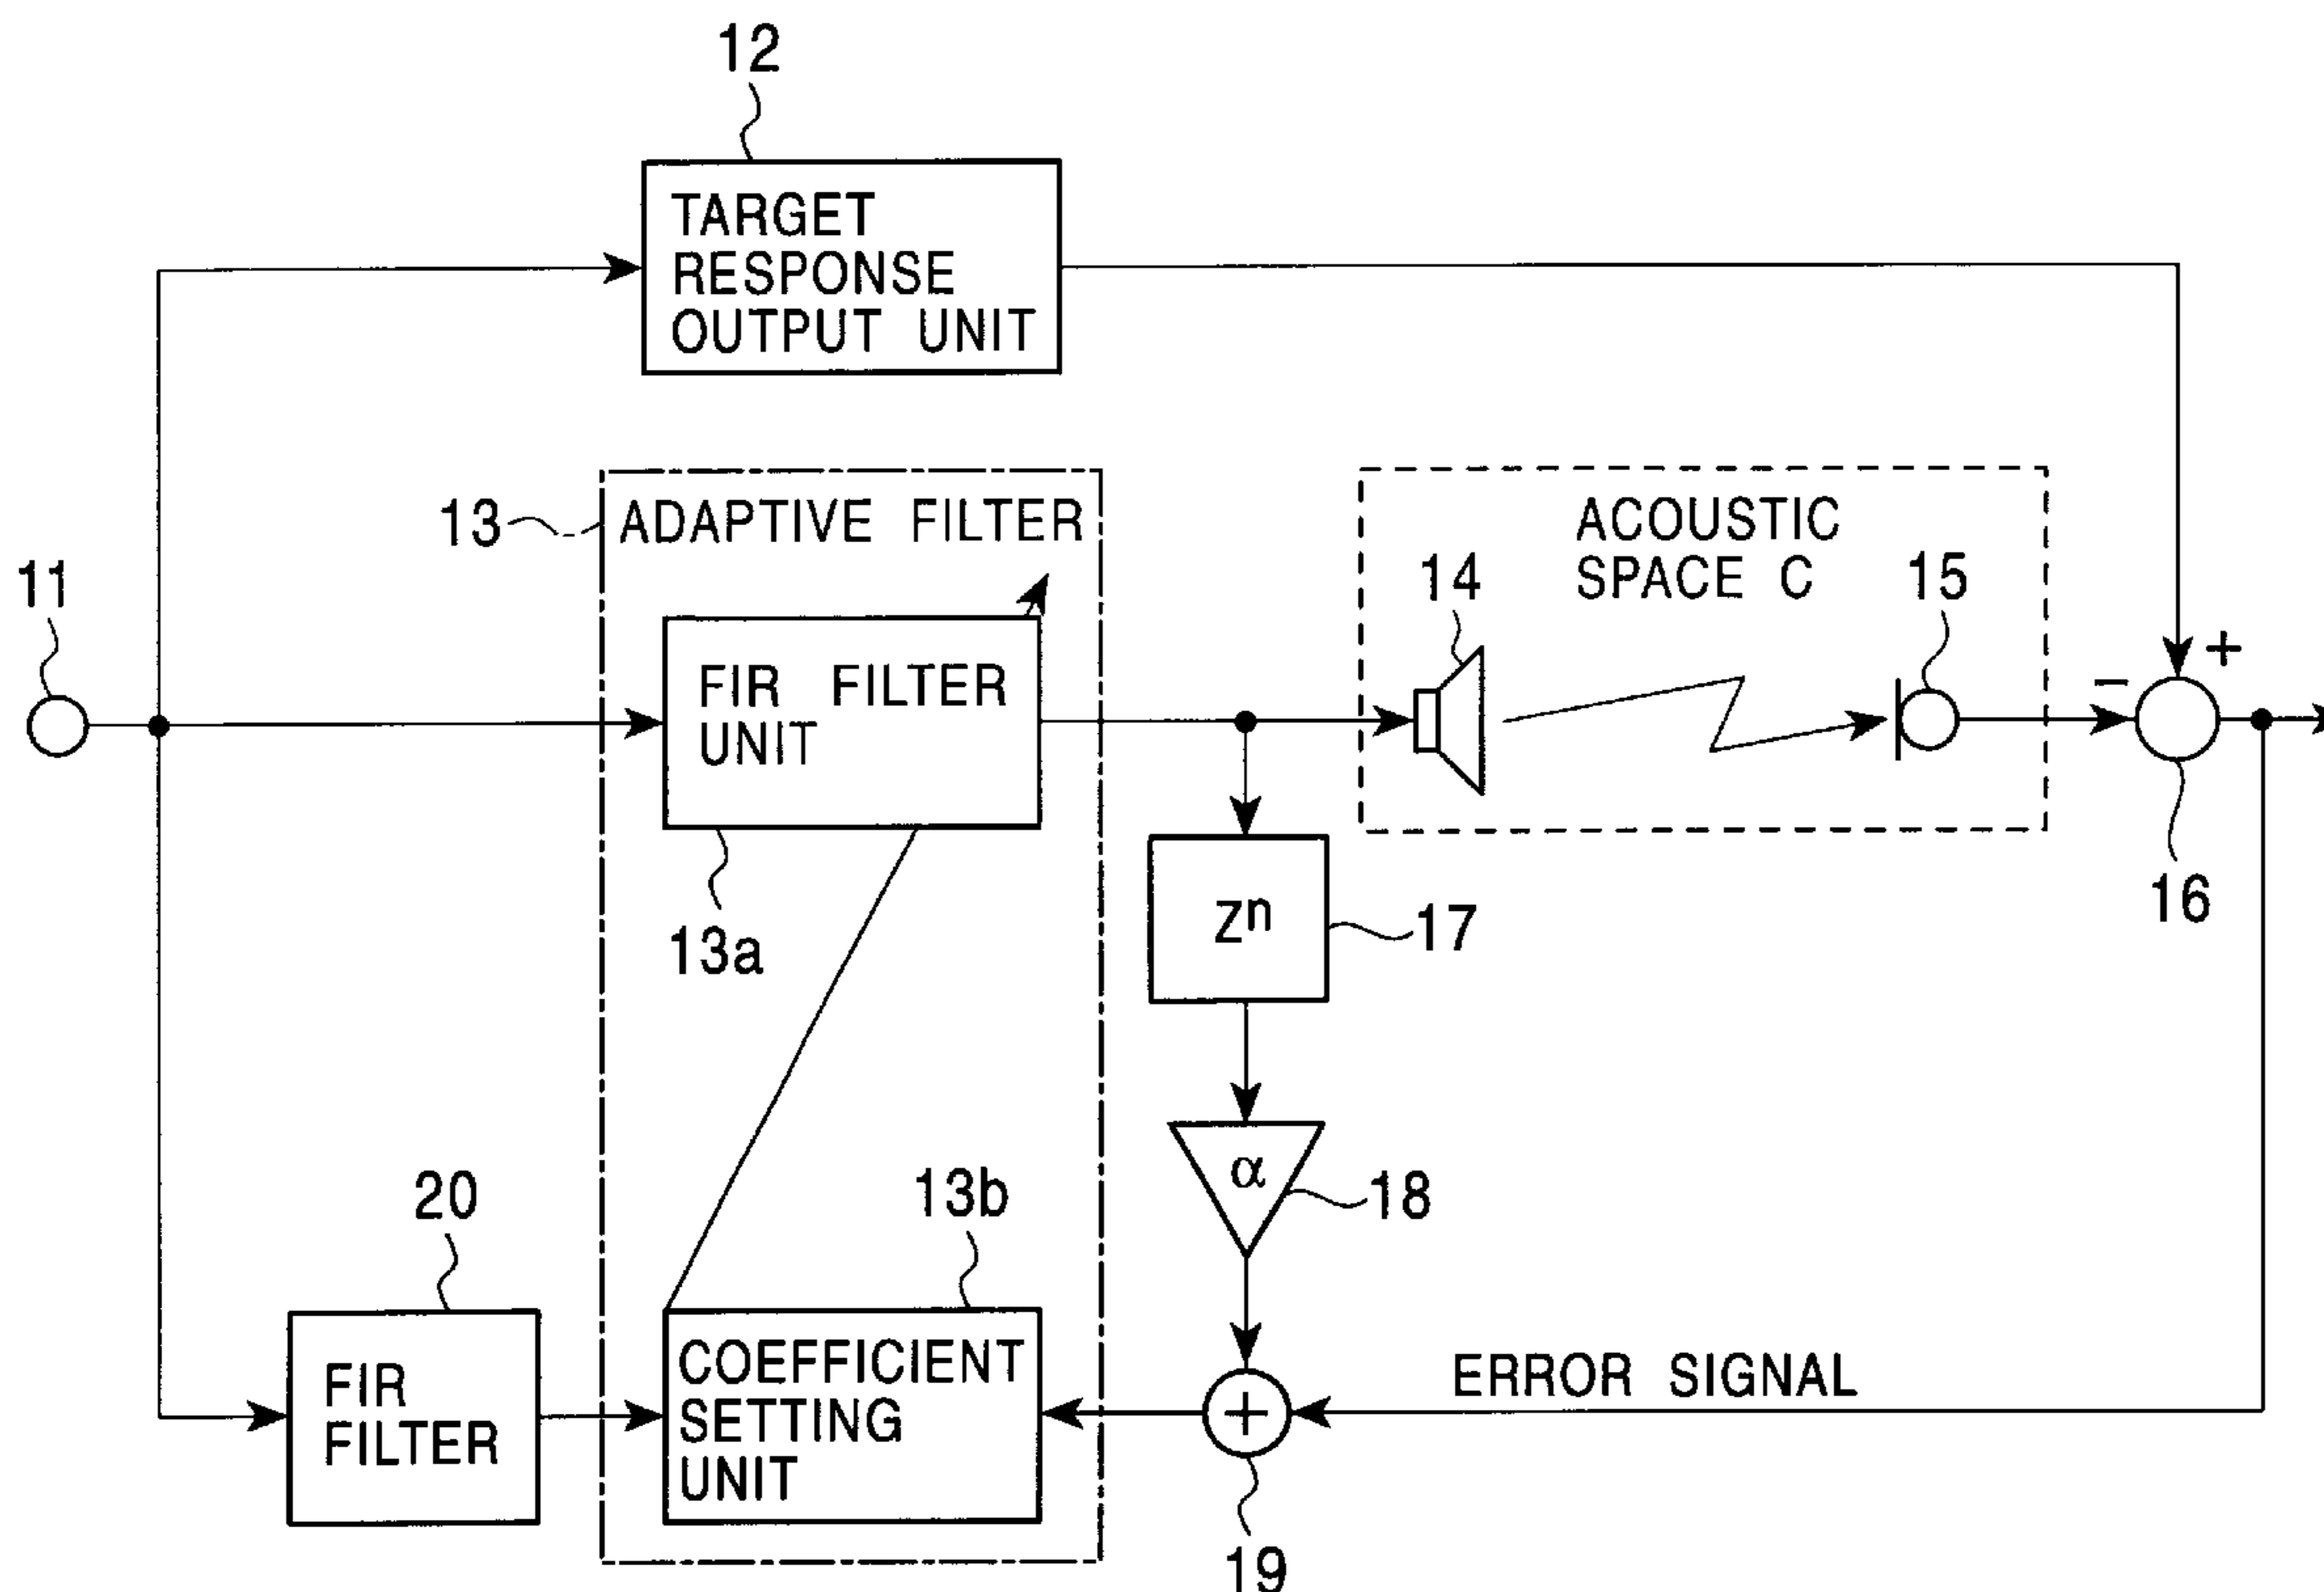 12
TARGET
RESPONSE
OUTPUT UNIT
13
ADAPTIVE FILTER
ACOUSTIC
SPACE C
11
14
15
FIR FILTER
UNIT
+
−
13a
zn
17
16
α
18
20
13b
FIR
FILTER
COEFFICIENT
SETTING
UNIT
+
ERROR SIGNAL
19